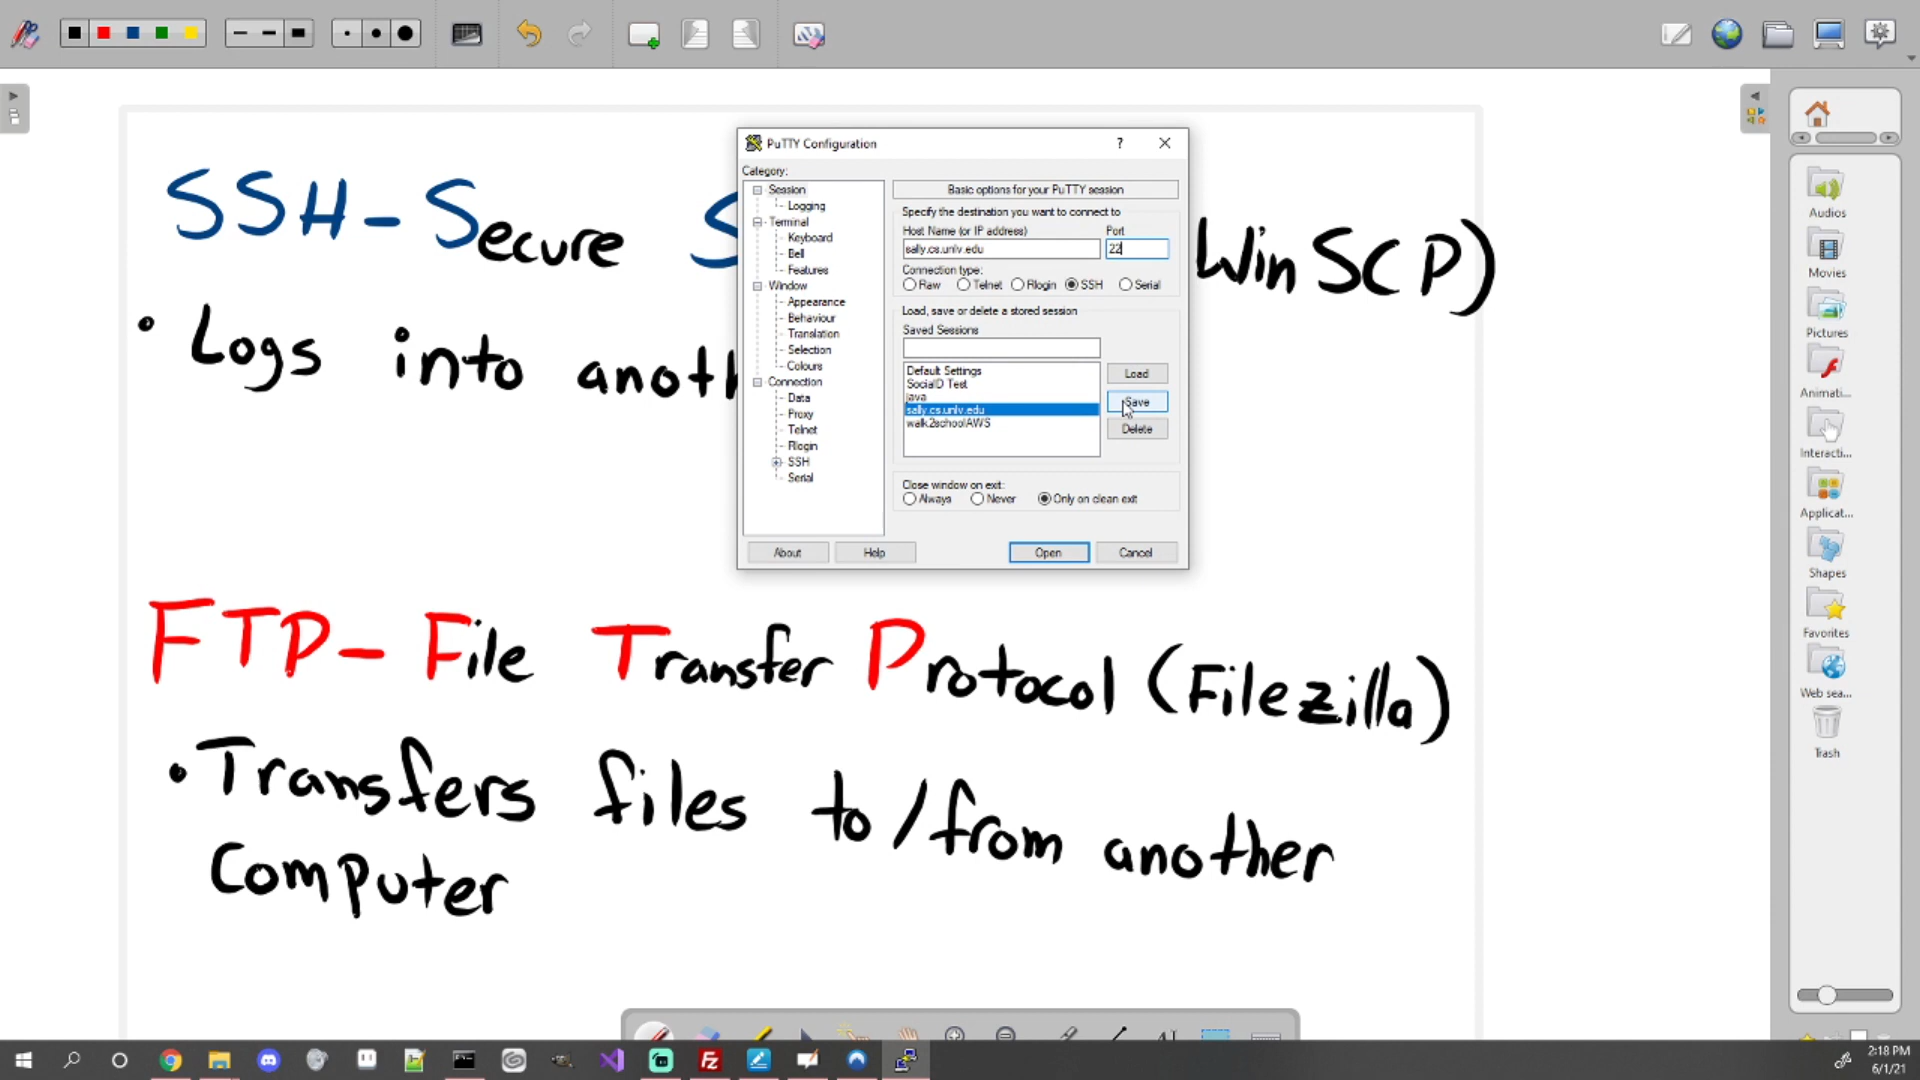 SSH - Secure S
WinSCP)
• Logs into anoth
PuTTY Configuration
?
Category:
Session
Logging
Terminal
Keyboard
Bell
Features
Window
Appearance
Behaviour
Translation
Selection
Colours
Connection
Data
Proxy
Telnet
Rlogin
SSH
Serial
Basic options for your PuTTY session
Specify the destination you want to connect to
Host Name (or IP address) Port
sally.cs.unlv.edu 22
Connection type:
Raw Telnet Rlogin SSH Serial
Load, save or delete a stored session
Saved Sessions
Default Settings
SocialD Test
java
sally.cs.unlv.edu
walk2schoolAWS
Load
Save
Delete
Close window on exit:
Always Never Only on clean exit
About Help Open Cancel
FTP - File Transfer Protocol (Filezilla)
• Transfers files to/from another
Computer
Audios
Movies
Pictures
Animati...
Interacti...
Applicat...
Shapes
Favorites
Web sea...
Trash
2:18 PM
6/1/21